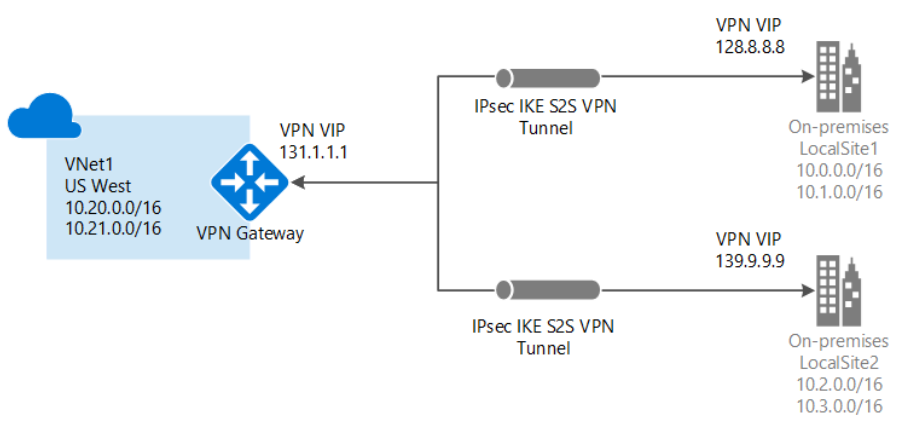 VPN VIP
128.8.8.8
IPsec IKE S2S VPN
Tunnel
On-premises
LocalSite1
10.0.0.0/16
10.1.0.0/16
VPN VIP
131.1.1.1
VNet1
US West
10.20.0.0/16
10.21.0.0/16
VPN Gateway
VPN VIP
139.9.9.9
IPsec IKE S2S VPN
Tunnel
On-premises
LocalSite2
10.2.0.0/16
10.3.0.0/16